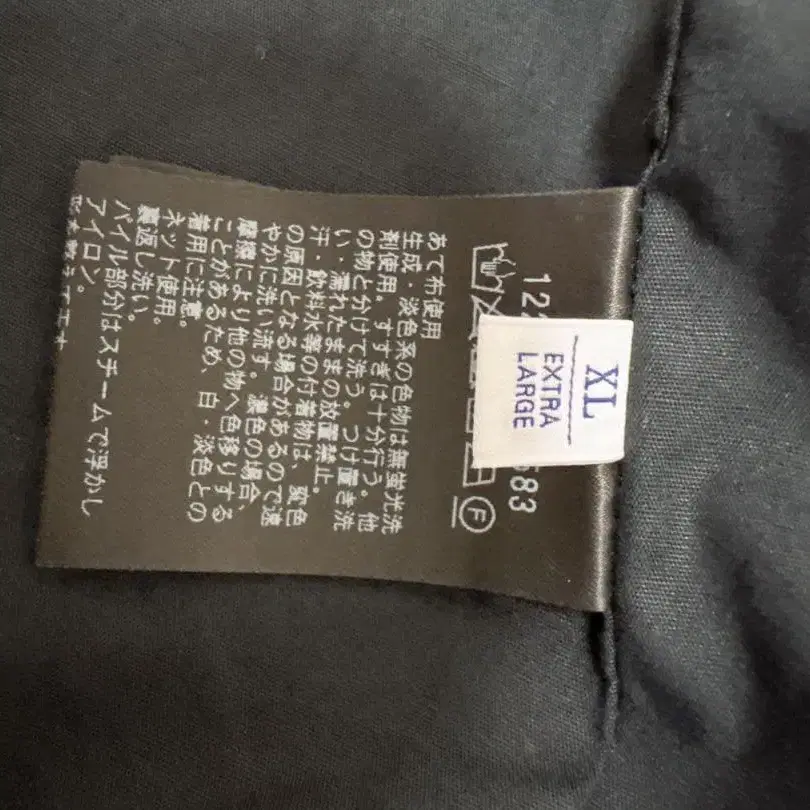 122
583
XL
EXTRA
LARGE
F
あて布使用
生成・淡色系の色物は無蛍光洗
剤使用。すすぎは十分行う。他
の物と分けて洗う。つけ置き洗
い・濡れたままの放置禁止。
汗・飲料水等の付着物は、変色
の原因となる場合があるので速
やかに洗い流す。濃色の場合、
摩擦により他の物へ色移りする
ことがあるため、白・淡色との
着用に注意。
ネット使用。
裏返し洗い。
パイル部分はスチームで浮かし
アイロン。